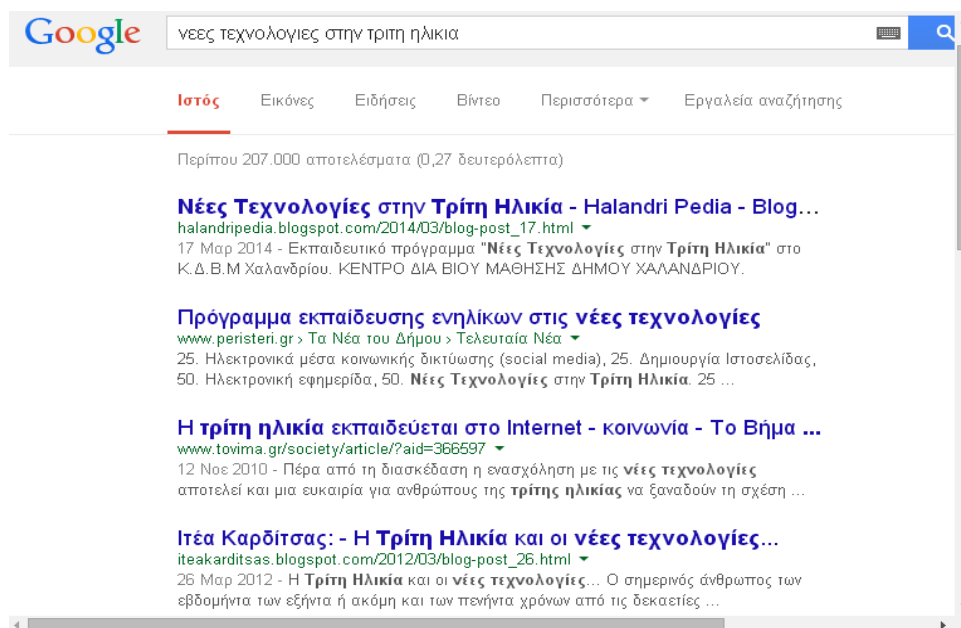 Google νεες τεχνολογιες στην τριτη ηλικια
Ιστός Εικόνες Ειδήσεις Βίντεο Περισσότερα Εργαλεία αναζήτησης
Περίπου 207.000 αποτελέσματα (0,27 δευτερόλεπτα)
Νέες Τεχνολογίες στην Τρίτη Ηλικία - Halandri Pedia - Blog...
halandripedia.blogspot.com/2014/03/blog-post_17.html
17 Μαρ 2014 - Εκπαιδευτικό πρόγραμμα "Νέες Τεχνολογίες στην Τρίτη Ηλικία" στο
Κ.Δ.Β.Μ Χαλανδρίου. ΚΕΝΤΡΟ ΔΙΑ ΒΙΟΥ ΜΑΘΗΣΗΣ ΔΗΜΟΥ ΧΑΛΑΝΔΡΙΟΥ.
Πρόγραμμα εκπαίδευσης ενηλίκων στις νέες τεχνολογίες
www.peristeri.gr › Τα Νέα του Δήμου › Τελευταία Νέα
25. Ηλεκτρονικά μέσα κοινωνικής δικτύωσης (social media), 25. Δημιουργία Ιστοσελίδας,
50. Ηλεκτρονική εφημερίδα, 50. Νέες Τεχνολογίες στην Τρίτη Ηλικία. 25 ...
Η τρίτη ηλικία εκπαιδεύεται στο Internet - κοινωνία - Το Βήμα ...
www.tovima.gr/society/article/?aid=366597
12 Νοε 2010 - Πέρα από τη διασκέδαση η ενασχόληση με τις νέες τεχνολογίες
αποτελεί και μια ευκαιρία για ανθρώπους της τρίτης ηλικίας να ξαναδούν τη σχέση ...
Ιτέα Καρδίτσας: - Η Τρίτη Ηλικία και οι νέες τεχνολογίες...
iteakarditsas.blogspot.com/2012/03/blog-post_26.html
26 Μαρ 2012 - Η Τρίτη Ηλικία και οι νέες τεχνολογίες... Ο σημερινός άνθρωπος των
εβδομήντα των εξήντα ή ακόμη και των πενήντα χρόνων από τις δεκαετίες ...